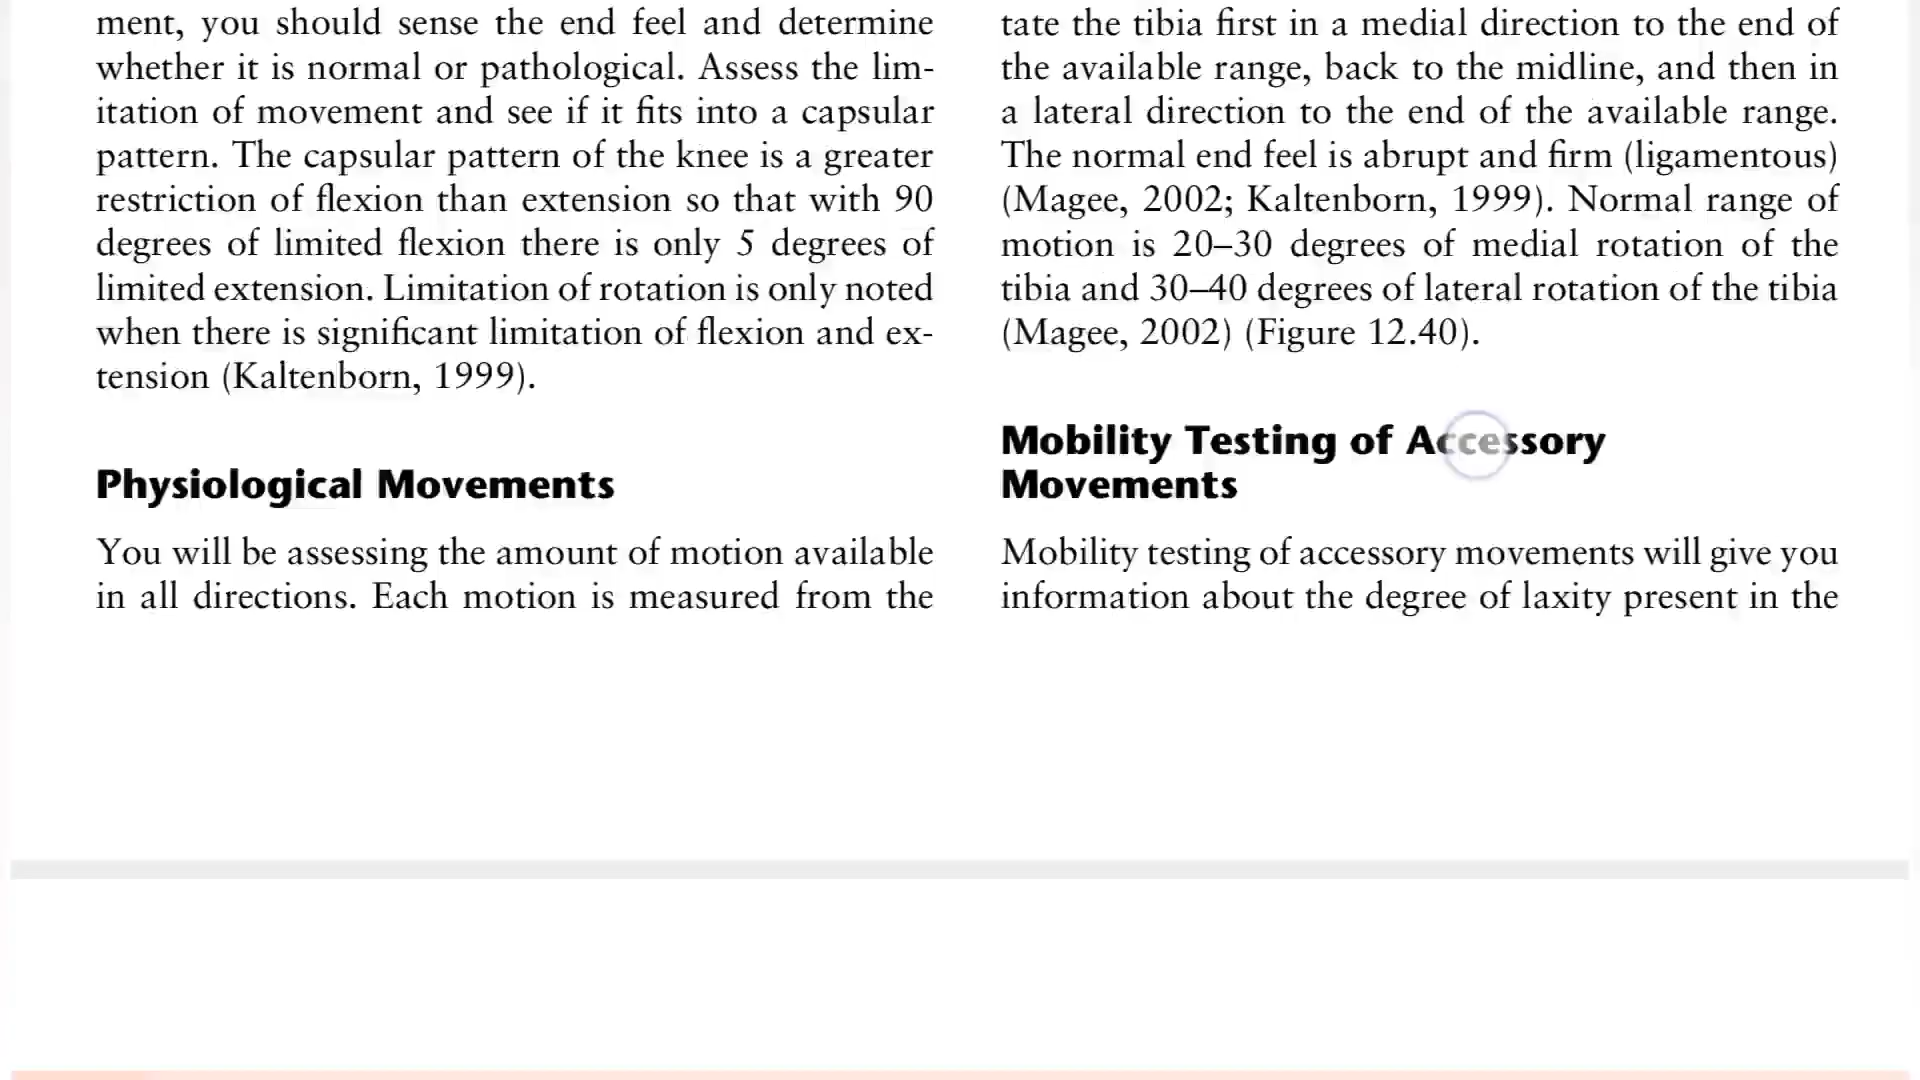 ment, you should sense the end feel and determine
whether it is normal or pathological. Assess the lim-
itation of movement and see if it fits into a capsular
pattern. The capsular pattern of the knee is a greater
restriction of flexion than extension so that with 90
degrees of limited flexion there is only 5 degrees of
limited extension. Limitation of rotation is only noted
when there is significant limitation of flexion and ex-
tension (Kaltenborn, 1999).
Physiological Movements
You will be assessing the amount of motion available
in all directions. Each motion is measured from the
tate the tibia first in a medial direction to the end of
the available range, back to the midline, and then in
a lateral direction to the end of the available range.
The normal end feel is abrupt and firm (ligamentous)
(Magee, 2002; Kaltenborn, 1999). Normal range of
motion is 20–30 degrees of medial rotation of the
tibia and 30–40 degrees of lateral rotation of the tibia
(Magee, 2002) (Figure 12.40).
Mobility Testing of Accessory
Movements
Mobility testing of accessory movements will give you
information about the degree of laxity present in the